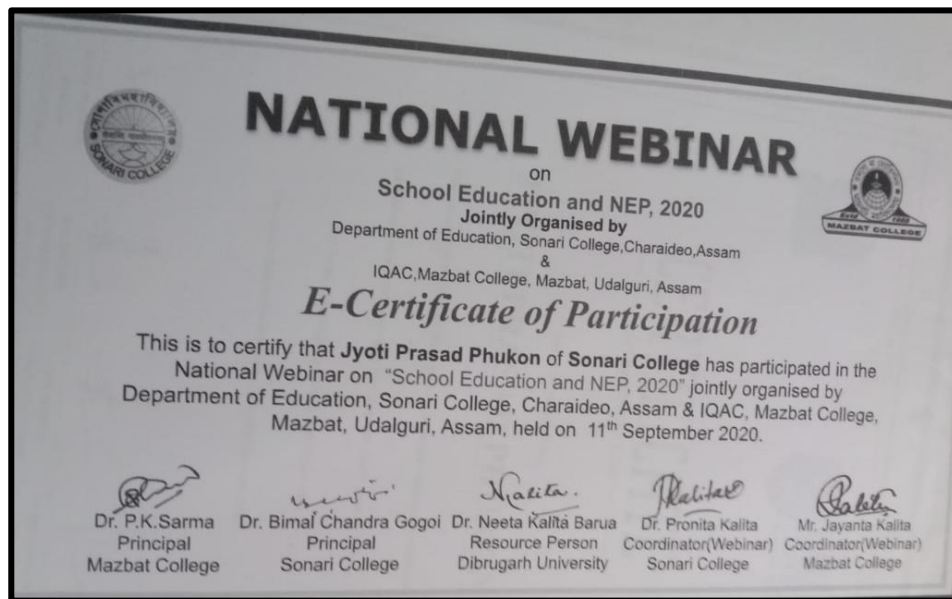 SONARI COLLEGE
NATIONAL WEBINAR
on
School Education and NEP, 2020
Jointly Organised by
Department of Education, Sonari College,Charaideo,Assam
&
IQAC,Mazbat College, Mazbat, Udalguri, Assam
MAZBAT COLLEGE
E-Certificate of Participation
This is to certify that Jyoti Prasad Phukon of Sonari College has participated in the
National Webinar on "School Education and NEP, 2020" jointly organised by
Department of Education, Sonari College, Charaideo, Assam & IQAC, Mazbat College,
Mazbat, Udalguri, Assam, held on 11th September 2020.
Dr. P.K.Sarma
Principal
Mazbat College
Dr. Bimal Chandra Gogoi
Principal
Sonari College
Dr. Neeta Kalita Barua
Resource Person
Dibrugarh University
Dr. Pronita Kalita
Coordinator(Webinar)
Sonari College
Mr. Jayanta Kalita
Coordinator(Webinar)
Mazbat College